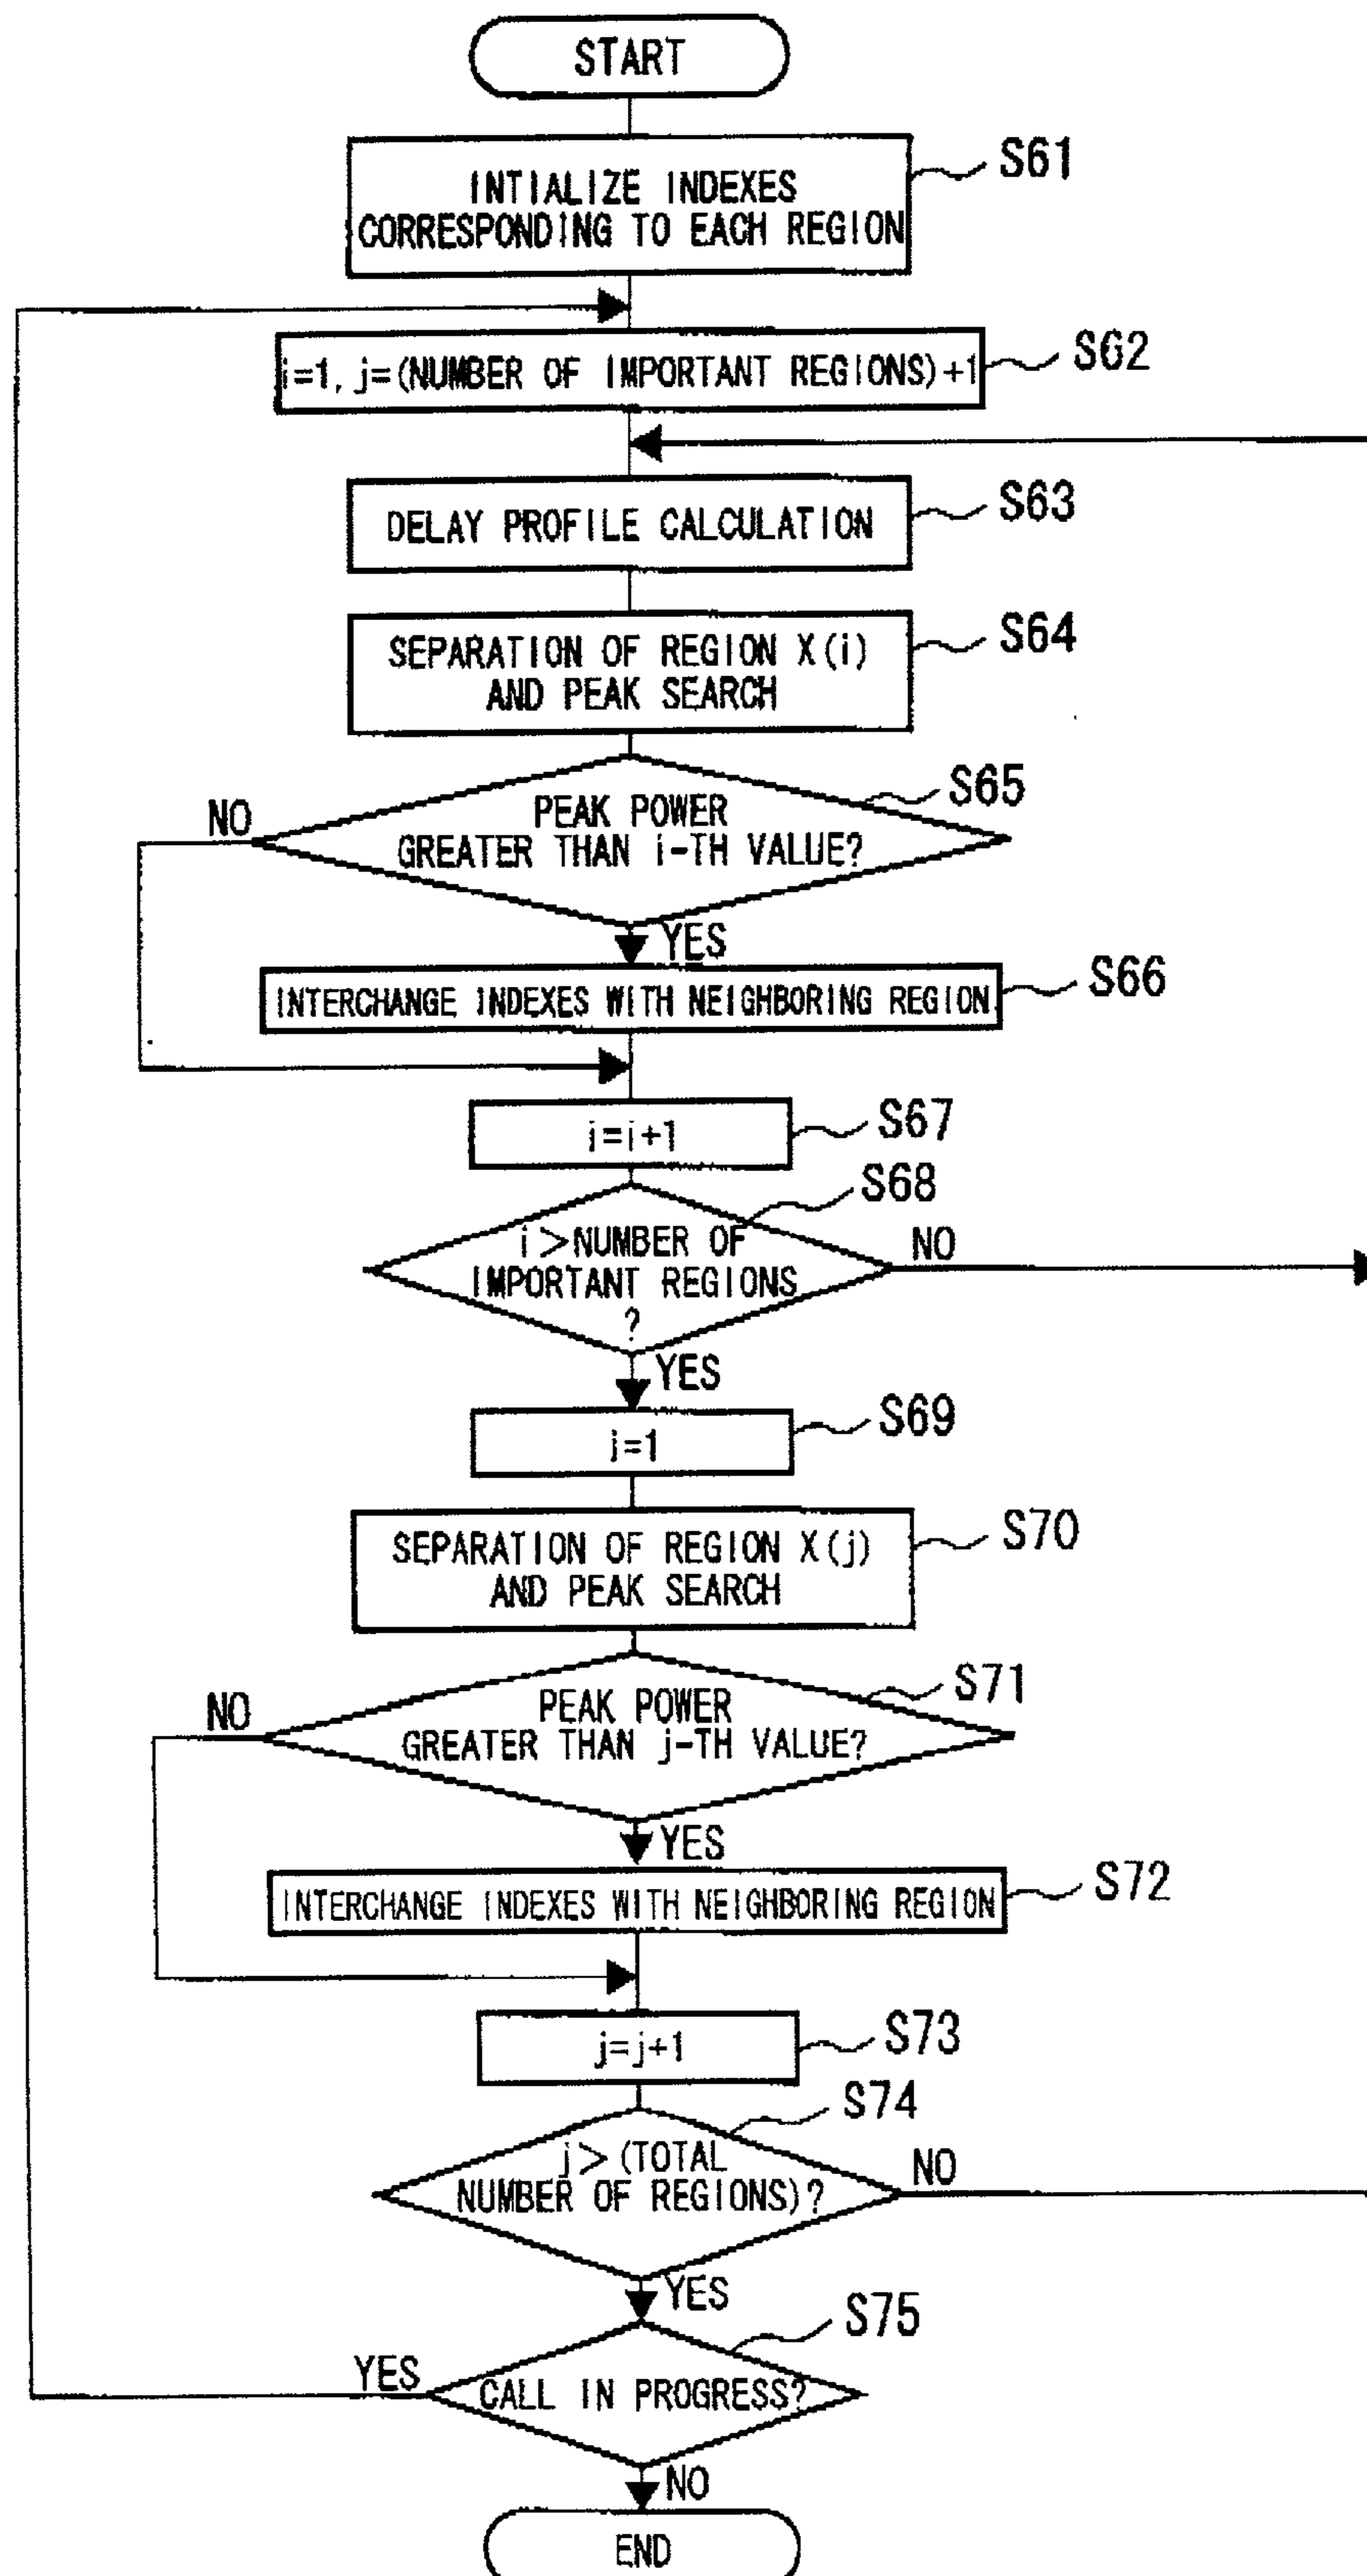 START
INTIALIZE INDEXES
CORRESPONDING TO EACH REGION
S61
i=1, j=(NUMBER OF IMPORTANT REGIONS)+1
S62
DELAY PROFILE CALCULATION
S63
SEPARATION OF REGION X(i)
AND PEAK SEARCH
S64
PEAK POWER
GREATER THAN i-TH VALUE?
S65
NO
YES
INTERCHANGE INDEXES WITH NEIGHBORING REGION
S66
i=i+1
S67
i>NUMBER OF
IMPORTANT REGIONS
?
S68
NO
YES
i=1
S69
SEPARATION OF REGION X(j)
AND PEAK SEARCH
S70
PEAK POWER
GREATER THAN j-TH VALUE?
S71
NO
YES
INTERCHANGE INDEXES WITH NEIGHBORING REGION
S72
j=j+1
S73
j>(TOTAL
NUMBER OF REGIONS)?
S74
NO
YES
CALL IN PROGRESS?
S75
YES
NO
END